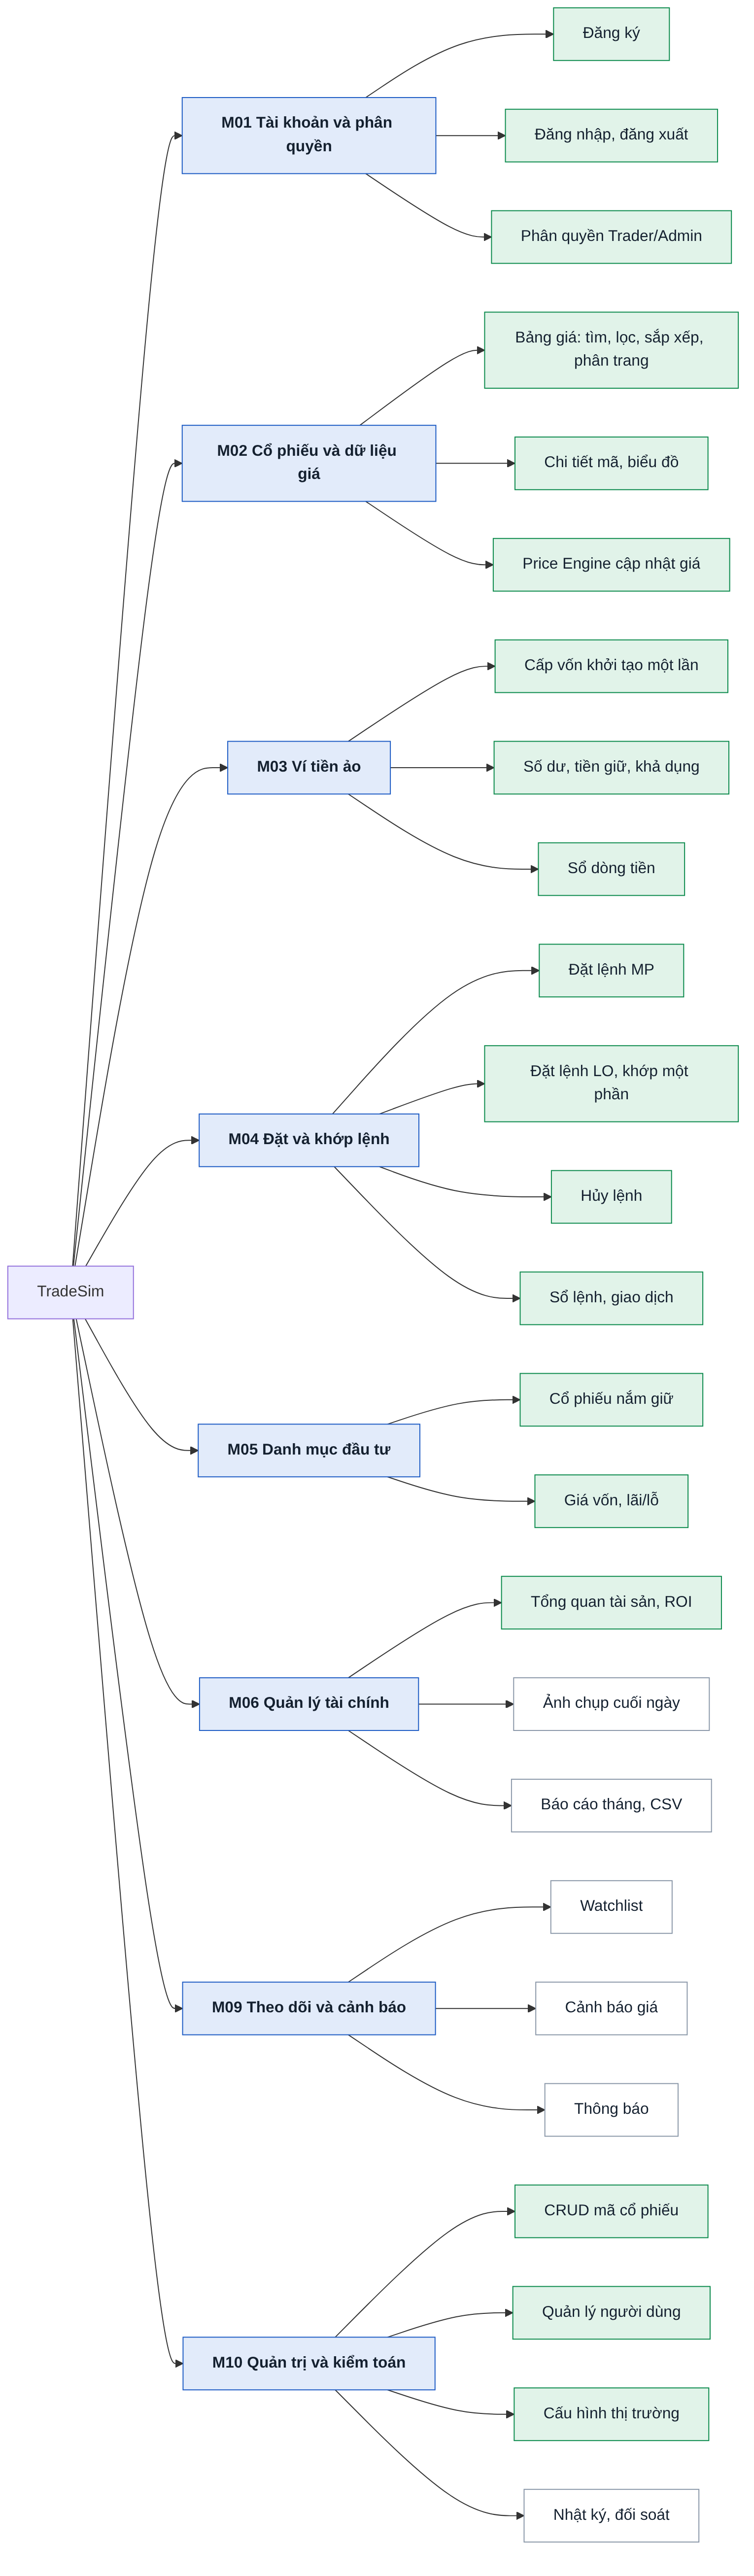 TradeSim
M01 Tài khoản và phân
quyền
Đăng ký
Đăng nhập, đăng xuất
Phân quyền Trader/Admin
M02 Cổ phiếu và dữ liệu
giá
Bảng giá: tìm, lọc, sắp xếp,
phân trang
Chi tiết mã, biểu đồ
Price Engine cập nhật giá
M03 Ví tiền ảo
Cấp vốn khởi tạo một lần
Số dư, tiền giữ, khả dụng
Sổ dòng tiền
M04 Đặt và khớp lệnh
Đặt lệnh MP
Đặt lệnh LO, khớp một
phần
Hủy lệnh
Sổ lệnh, giao dịch
M05 Danh mục đầu tư
Cổ phiếu nắm giữ
Giá vốn, lãi/lỗ
M06 Quản lý tài chính
Tổng quan tài sản, ROI
Ảnh chụp cuối ngày
Báo cáo tháng, CSV
M09 Theo dõi và cảnh báo
Watchlist
Cảnh báo giá
Thông báo
M10 Quản trị và kiểm toán
CRUD mã cổ phiếu
Quản lý người dùng
Cấu hình thị trường
Nhật ký, đối soát